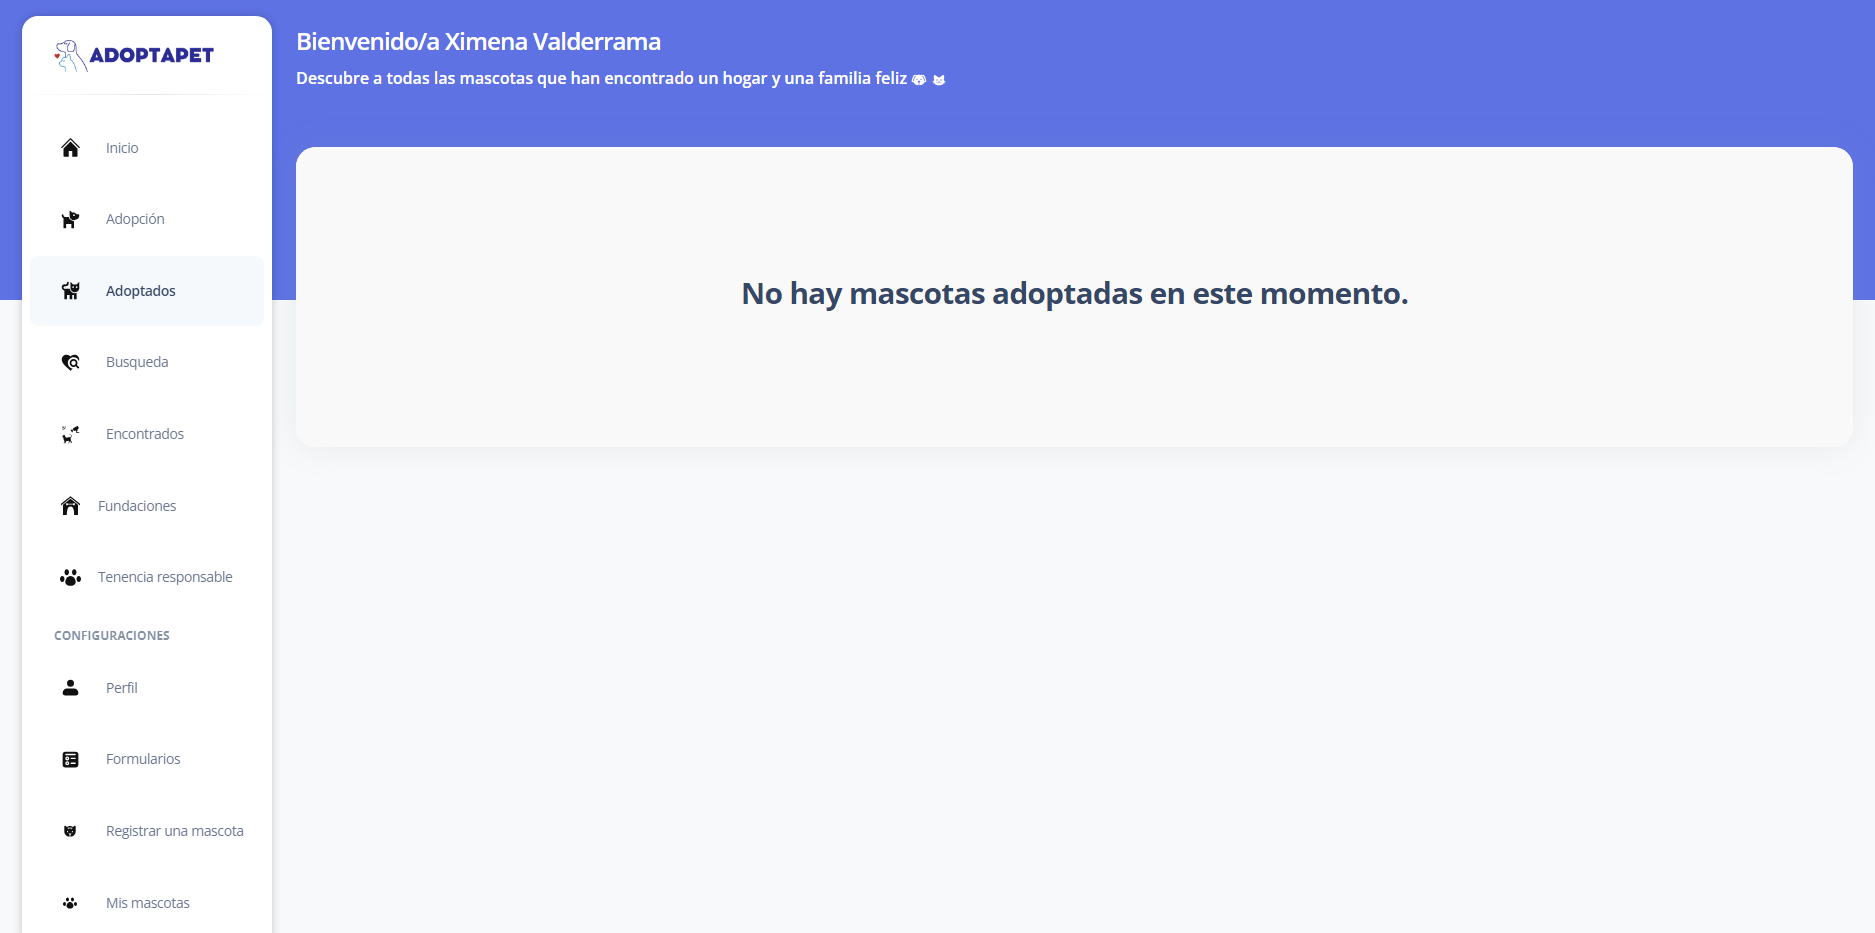 ADOPTAPET
Inicio
Adopción
Adoptados
Busqueda
Encontrados
Fundaciones
Tenencia responsable
CONFIGURACIONES
Perfil
Formularios
Registrar una mascota
Mis mascotas
Bienvenido/a Ximena Valderrama
Descubre a todas las mascotas que han encontrado un hogar y una familia feliz
No hay mascotas adoptadas en este momento.